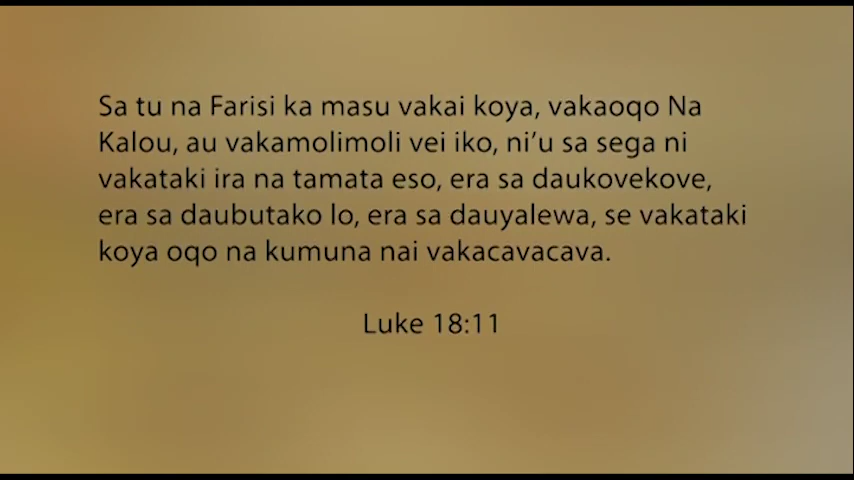 Sa tu na Farisi ka masu vakai koya, vakaoqo Na
Kalou, au vakamolimoli vei iko, ni’u sa sega ni
vakataki ira na tamata eso, era sa daukovekove,
era sa daubutako lo, era sa dauyalewa, se vakataki
koya oqo na kumuna nai vakacavacava.
Luke 18:11